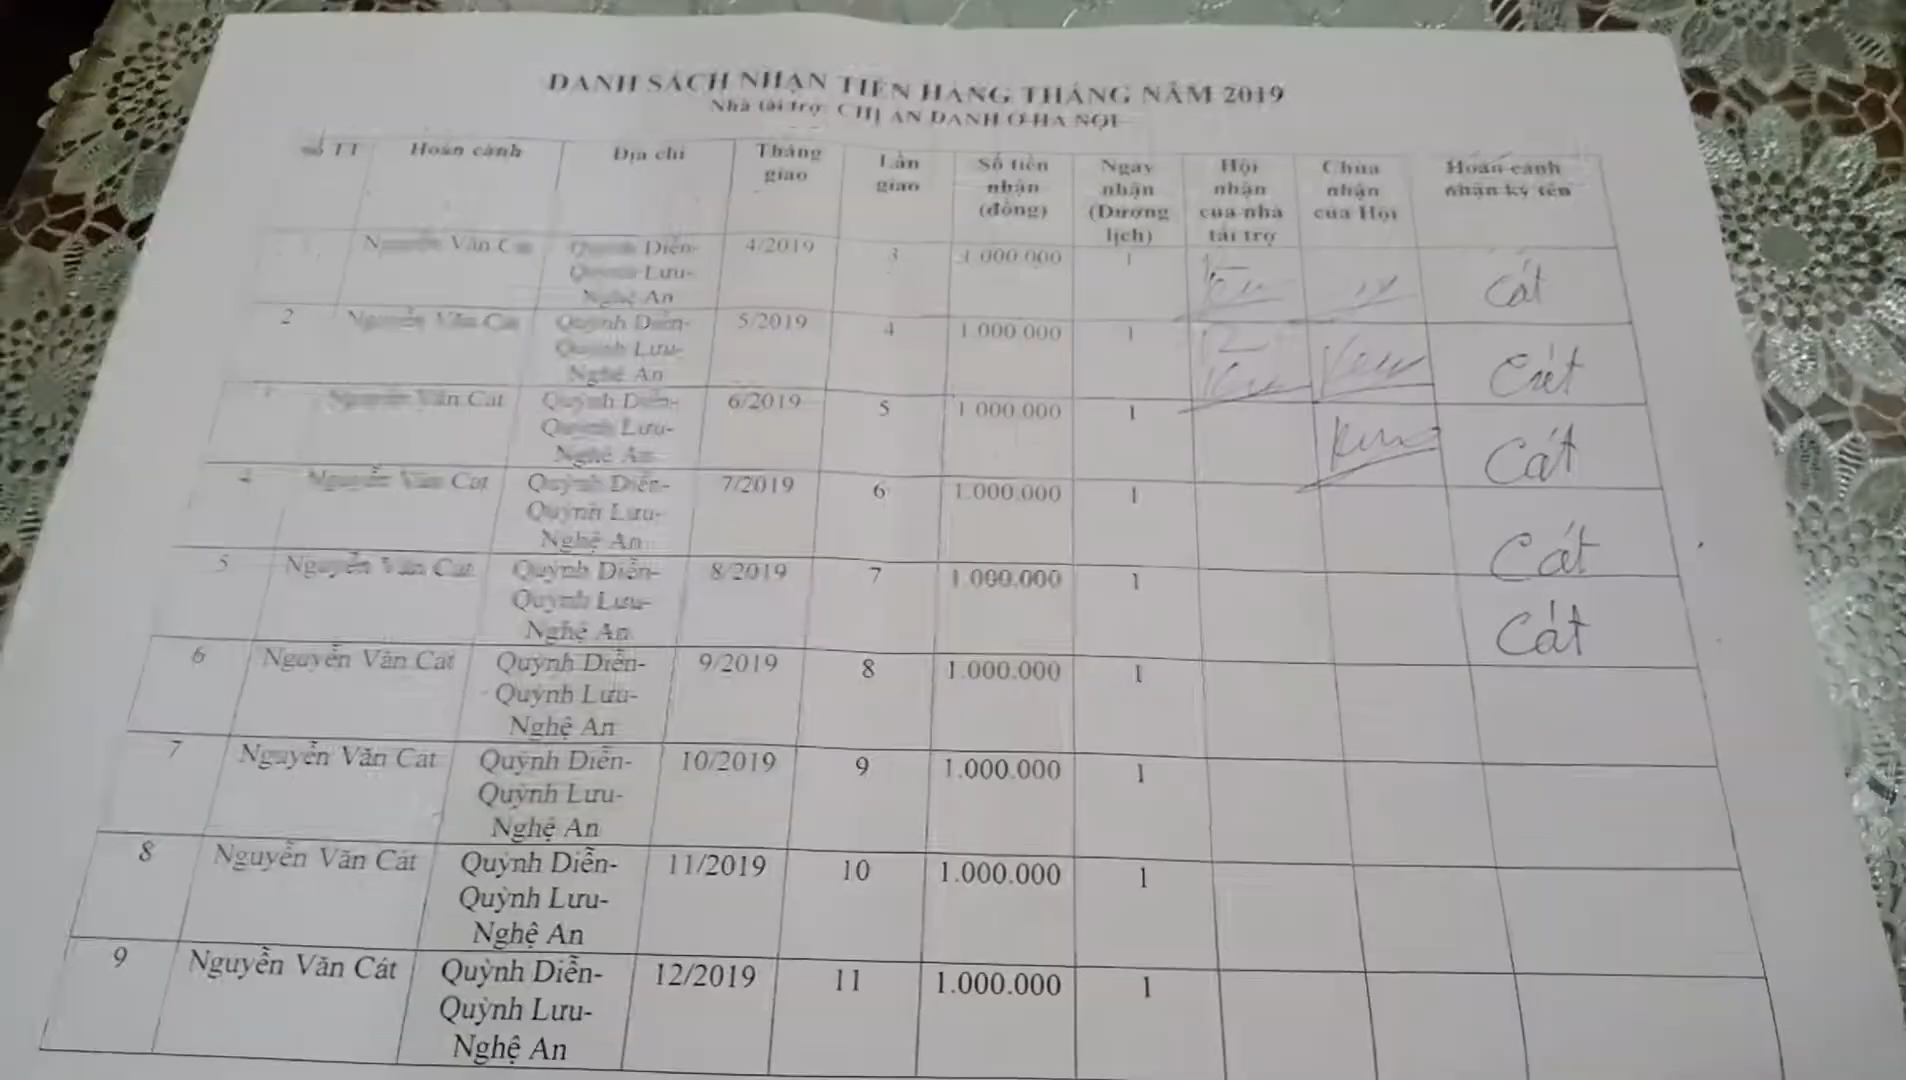 DANH SÁCH NHẬN TIỀN HÀNG THÁNG NĂM 2019
Nhà tài trợ: CHỊ ẨN DANH Ở HÀ NỘI
Số TT Hoàn cảnh Địa chỉ Tháng giao Lần giao Số tiền nhận (đồng) Ngày nhận (Dương lịch) Hội nhận của nhà tài trợ Chùa nhận của Hội Hoàn cảnh nhận ký tên
1 Nguyễn Văn Cát Quỳnh Diễn- 4/2019 3 1.000.000 1 Cát
Quỳnh Lưu-
Nghệ An
2 Nguyễn Văn Cát Quỳnh Diễn- 5/2019 4 1.000.000 1 Cát
Quỳnh Lưu-
Nghệ An
Nguyễn Văn Cát Quỳnh Diễn- 6/2019 5 1.000.000 1 Cát
Quỳnh Lưu-
Nghệ An
4 Nguyễn Văn Cát Quỳnh Diễn- 7/2019 6 1.000.000 1 Cát
Quỳnh Lưu-
Nghệ An
5 Nguyễn Văn Cát Quỳnh Diễn- 8/2019 7 1.000.000 1 Cát
Quỳnh Lưu-
Nghệ An
6 Nguyễn Văn Cát Quỳnh Diễn- 9/2019 8 1.000.000 1
Quỳnh Lưu-
Nghệ An
7 Nguyễn Văn Cát Quỳnh Diễn- 10/2019 9 1.000.000 1
Quỳnh Lưu-
Nghệ An
8 Nguyễn Văn Cát Quỳnh Diễn- 11/2019 10 1.000.000 1
Quỳnh Lưu-
Nghệ An
9 Nguyễn Văn Cát Quỳnh Diễn- 12/2019 11 1.000.000 1
Quỳnh Lưu-
Nghệ An